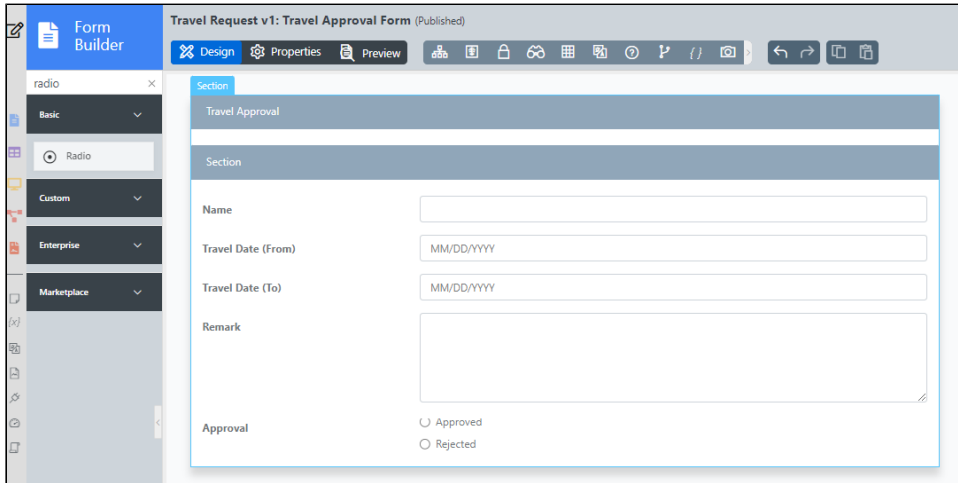 Form
Builder
Travel Request v1: Travel Approval Form (Published)
Design Properties Preview
{}
radio ×
Basic
Radio
Custom
Enterprise
Marketplace
{x}
Section
Travel Approval
Section
Name
Travel Date (From) MM/DD/YYYY
Travel Date (To) MM/DD/YYYY
Remark
Approval
Approved
Rejected